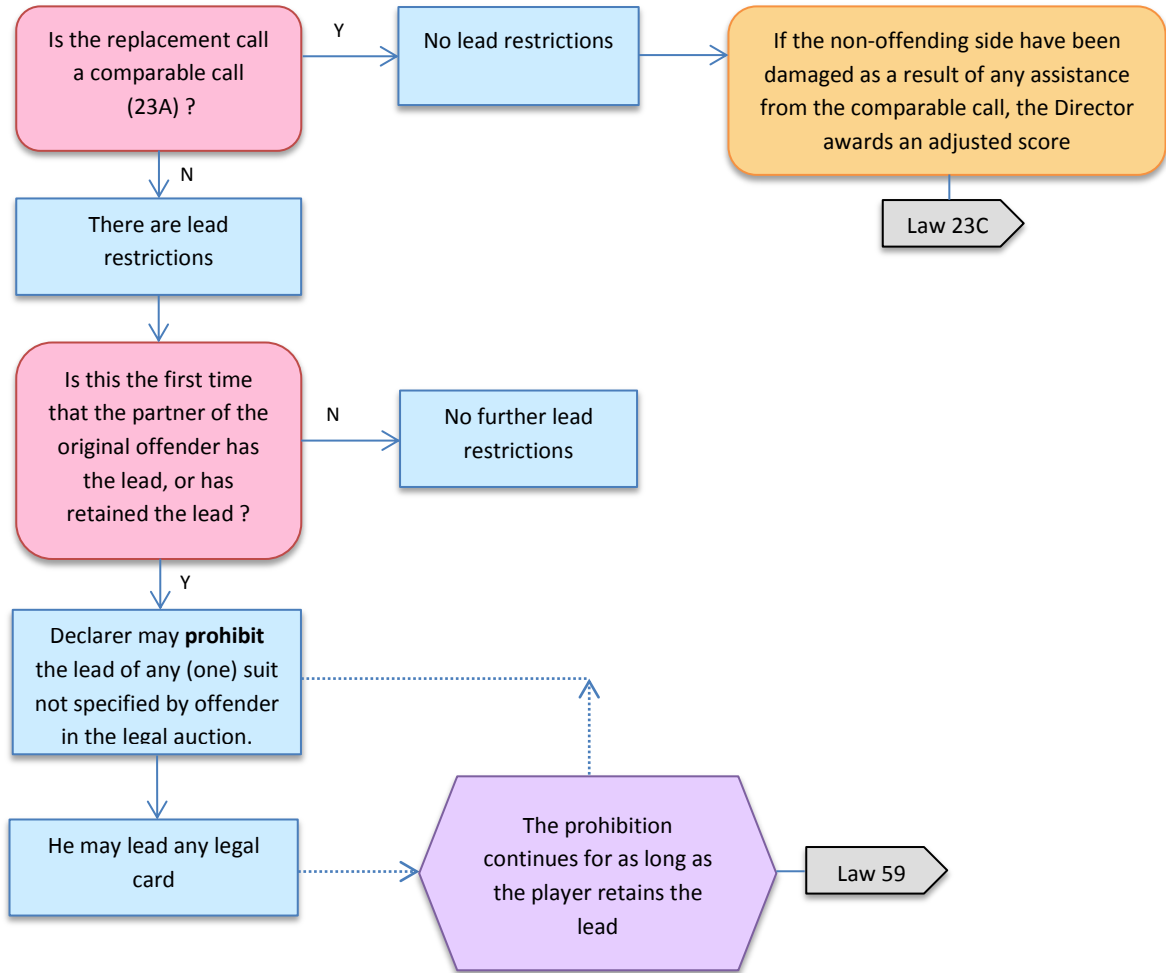 Is the replacement call
a comparable call
(23A) ?
Y
No lead restrictions
If the non-offending side have been
damaged as a result of any assistance
from the comparable call, the Director
awards an adjusted score
N
Law 23C
There are lead
restrictions
Is this the first time
that the partner of the
original offender has
the lead, or has
retained the lead ?
N
No further lead
restrictions
Y
Declarer may prohibit
the lead of any (one) suit
not specified by offender
in the legal auction.
He may lead any legal
card
The prohibition
continues for as long as
the player retains the
lead
Law 59